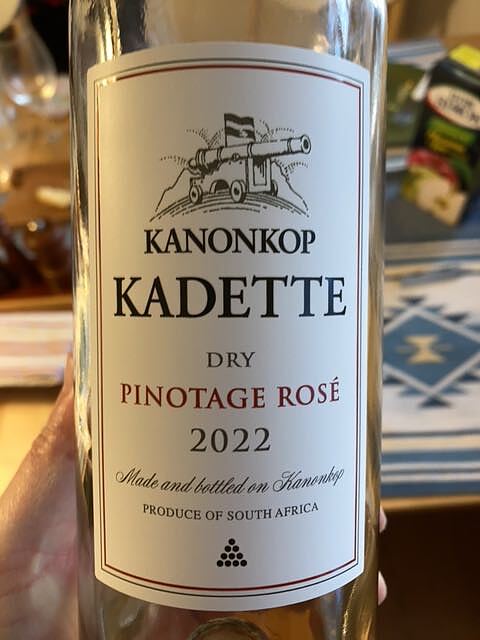 KANONKOP
KADETTE
DRY
PINOTAGE ROSÉ
2022
Made and bottled on Kanonkop
PRODUCE OF SOUTH AFRICA